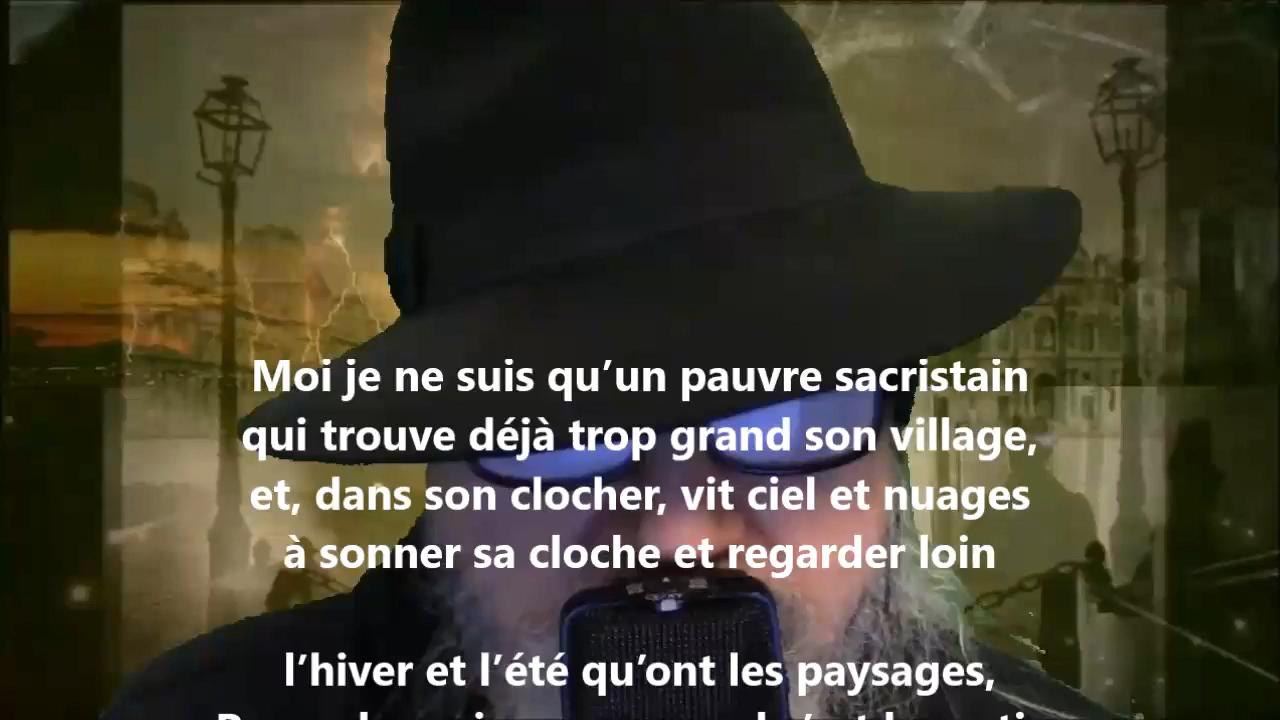 Moi je ne suis qu’un pauvre sacristain
qui trouve déjà trop grand son village,
et, dans son clocher, vit ciel et nuages
à sonner sa cloche et regarder loin
l’hiver et l’été qu’ont les paysages,